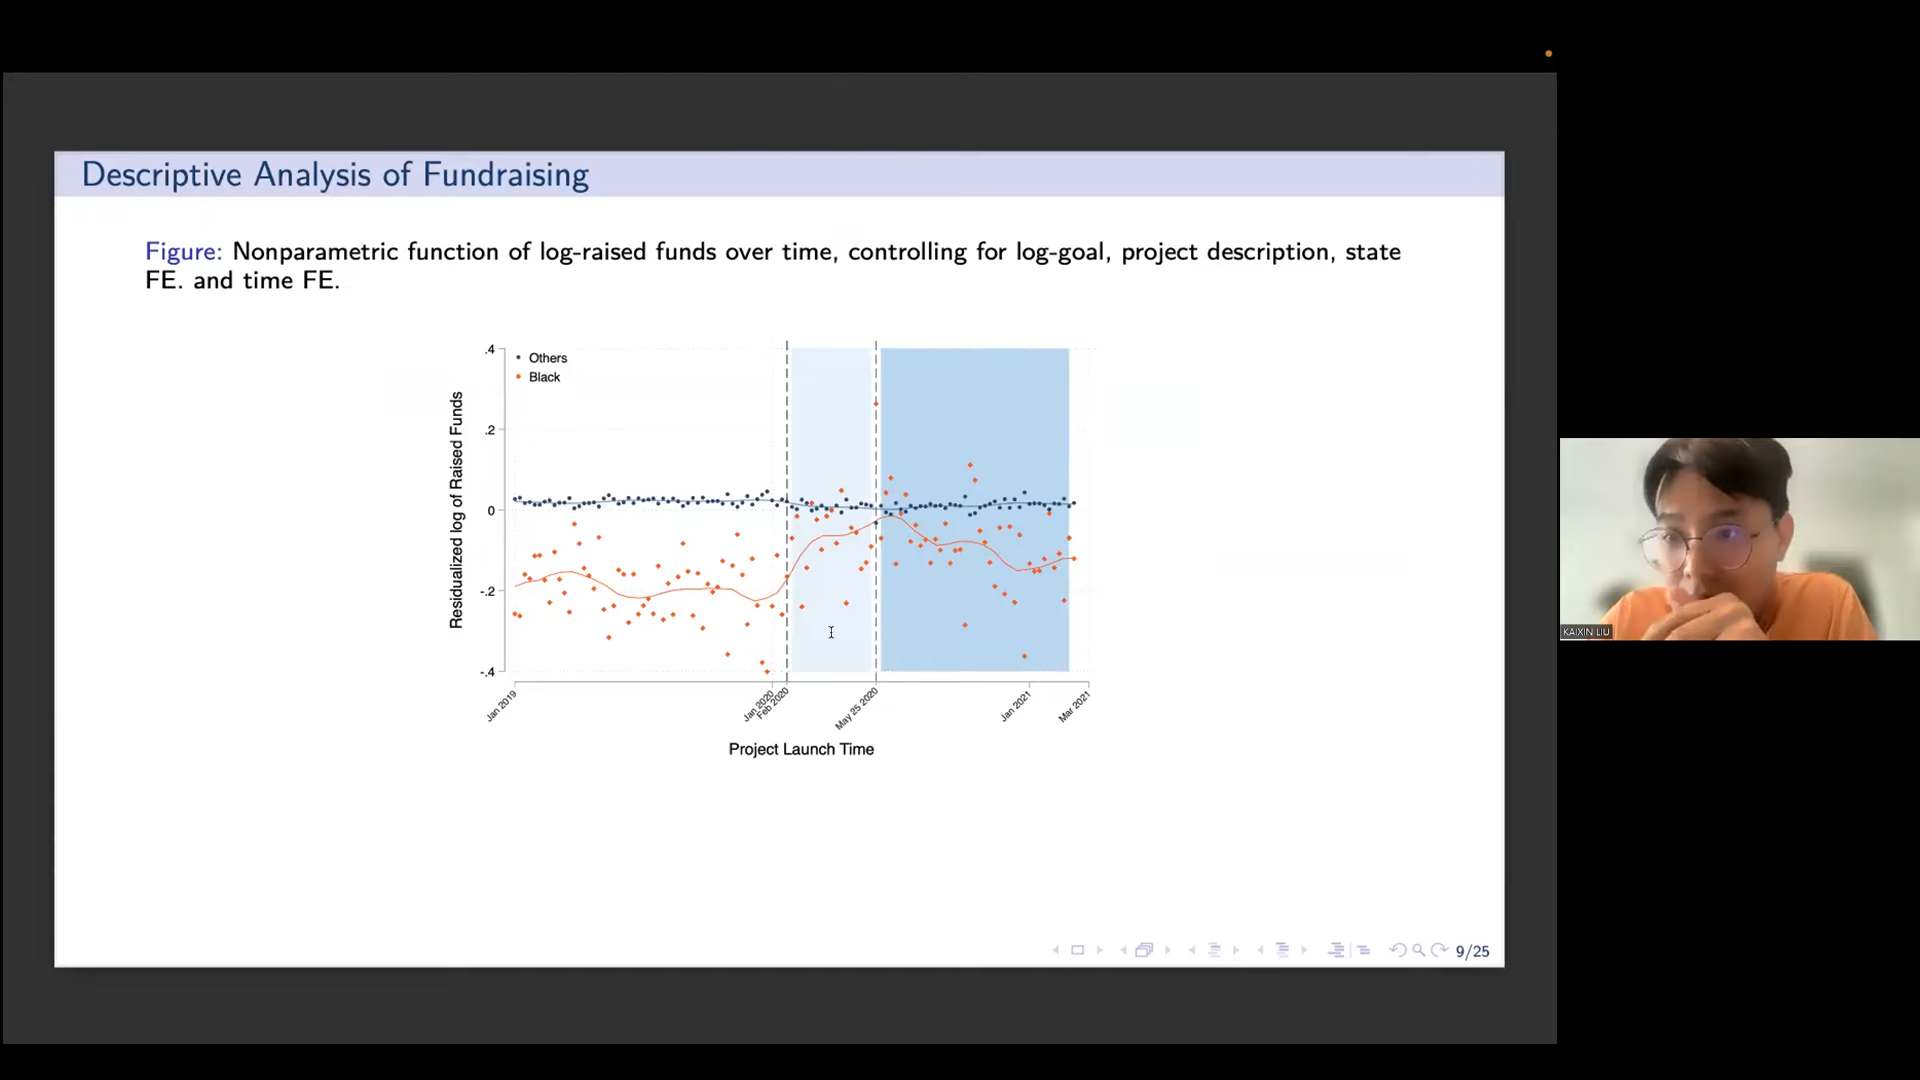 Descriptive Analysis of Fundraising
Figure: Nonparametric function of log-raised funds over time, controlling for log-goal, project description, state
FE. and time FE.
Others
Black
.4
.2
0
-.2
-.4
Residualized log of Raised Funds
Jan 2019
Jan 2020
Feb 2020
May 25 2020
Jan 2021
Mar 2021
Project Launch Time
9/25
KAIXIN LIU